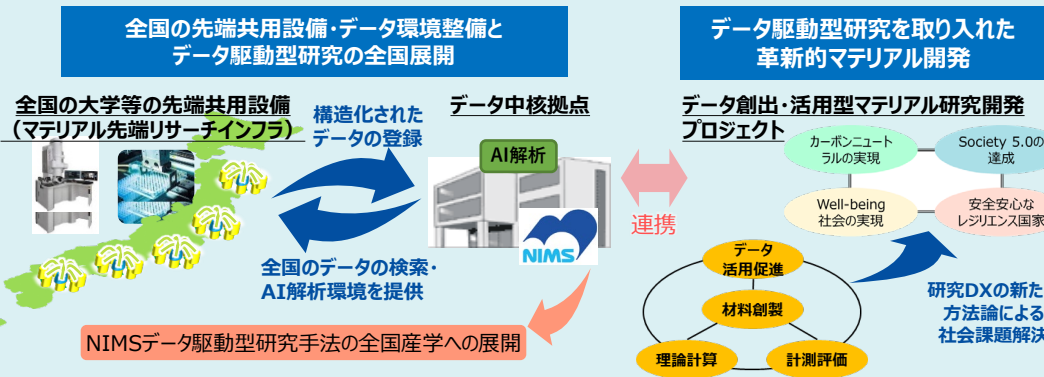 全国の先端共用設備・データ環境整備と
データ駆動型研究の全国展開
全国の大学等の先端共用設備
（マテリアル先端リサーチインフラ）
構造化された
データの登録
データ中核拠点
AI解析
NIMS
全国のデータの検索・
AI解析環境を提供
NIMSデータ駆動型研究手法の全国産学への展開
連携
データ駆動型研究を取り入れた
革新的マテリアル開発
データ創出・活用型マテリアル研究開発
プロジェクト
カーボンニュート
ラルの実現
Society 5.0の
達成
Well-being
社会の実現
安全安心な
レジリエンス国家
データ
活用促進
材料創製
理論計算
計測評価
研究DXの新た
方法論による
社会課題解決